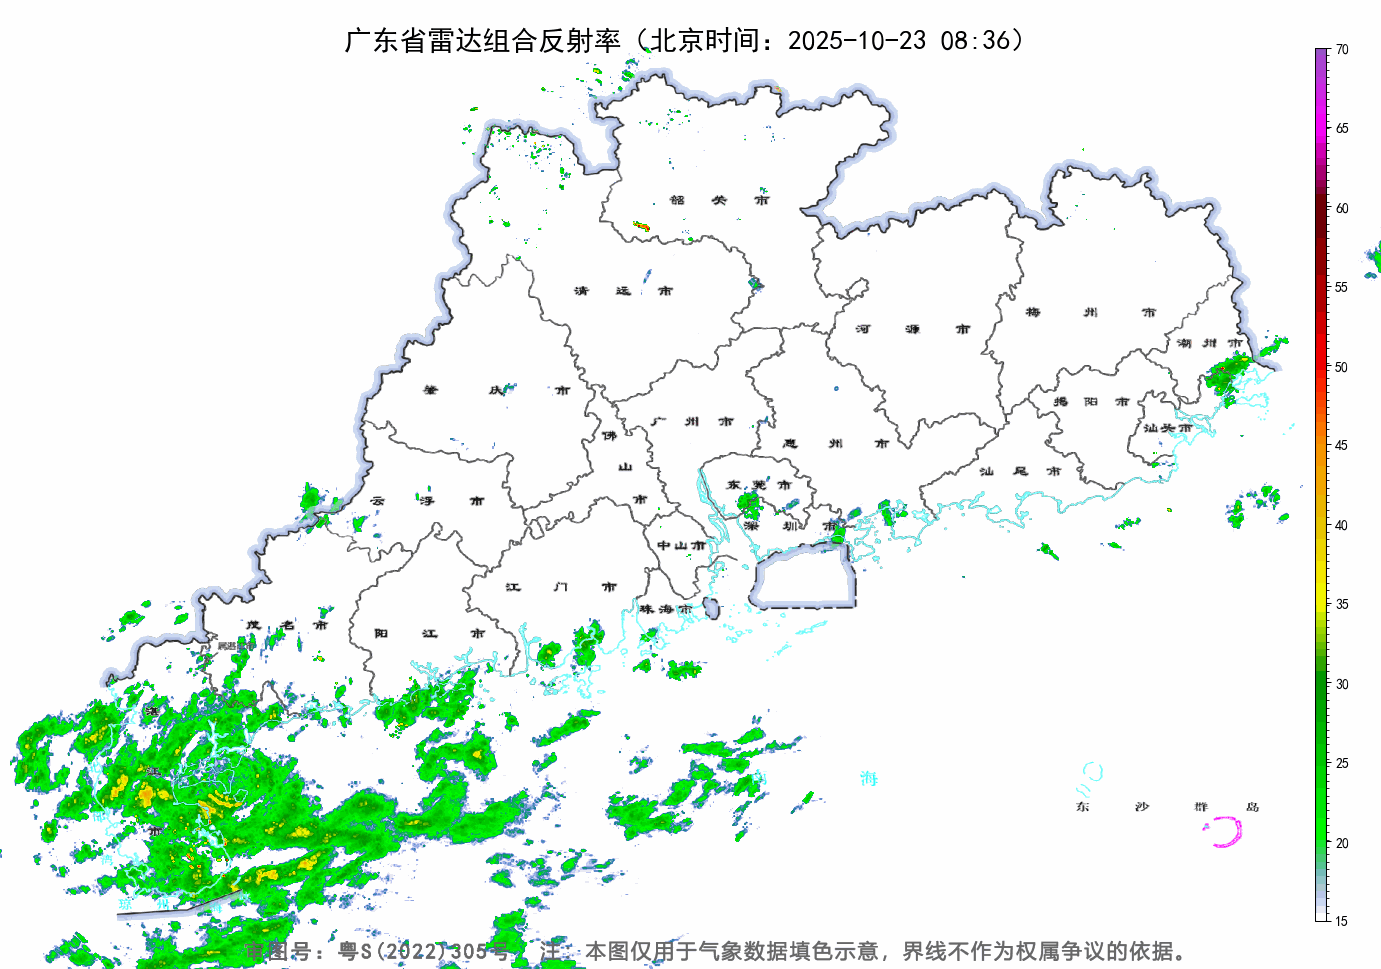 广东省雷达组合反射率（北京时间：2025-10-23 08:36）
70
65
60
55
50
45
40
35
30
25
20
15
韶关市
清远市
河源市
梅州市
潮州市
肇庆市
广州市
佛山市
惠州市
揭阳市
汕头市
汕尾市
云浮市
东莞市
深圳市
中山市
江门市
珠海市
茂名市
阳江市
湛江市
海
琼州
东沙群岛
审图号：粤S(2022)305号 注：本图仅用于气象数据填色示意，界线不作为权属争议的依据。